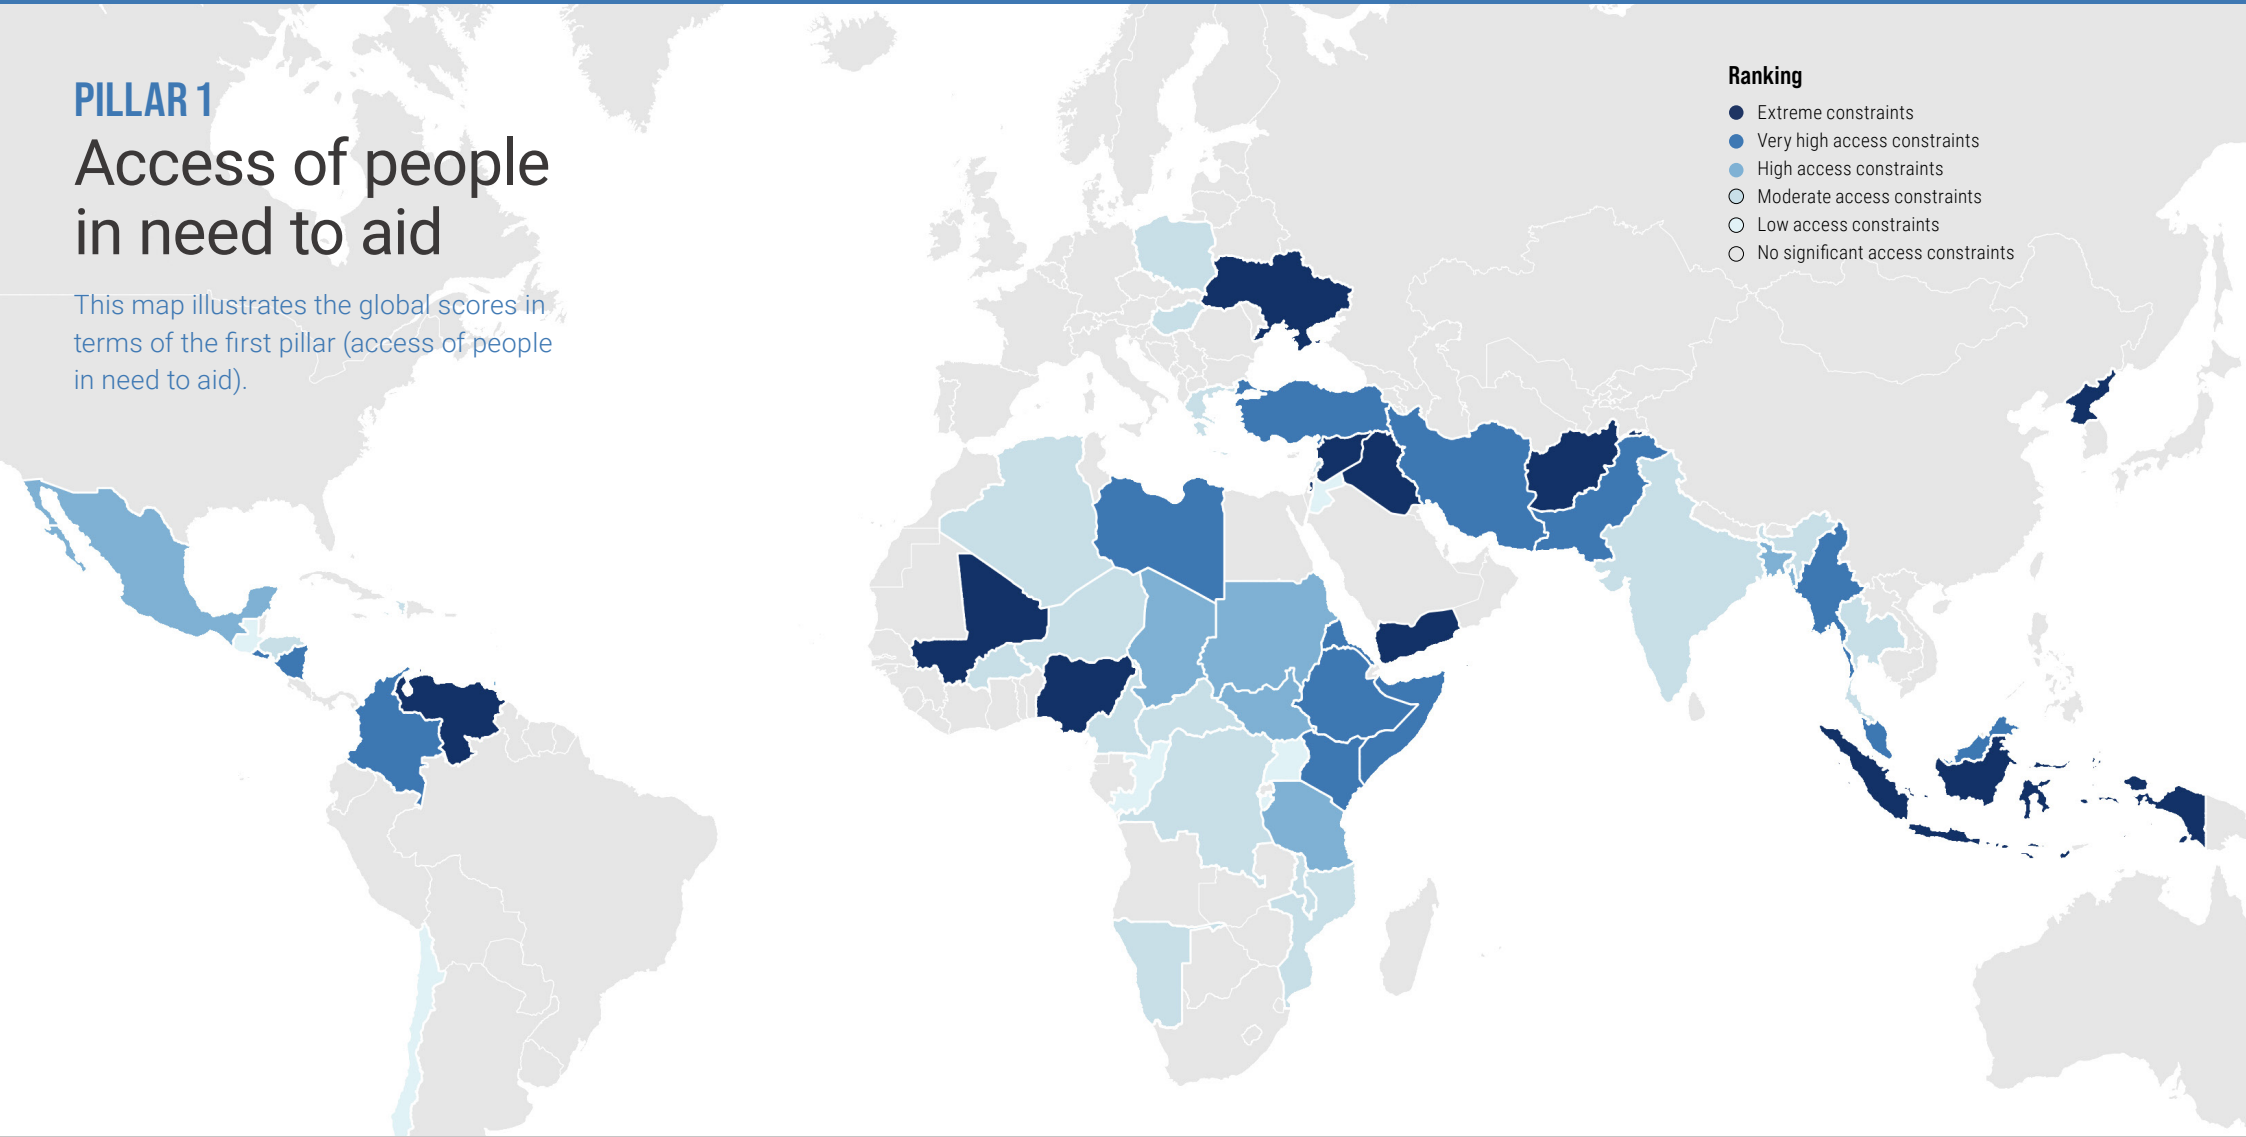 PILLAR 1
Access of people
in need to aid
This map illustrates the global scores in
terms of the first pillar (access of people
in need to aid).
Ranking
Extreme constraints
Very high access constraints
High access constraints
Moderate access constraints
Low access constraints
No significant access constraints